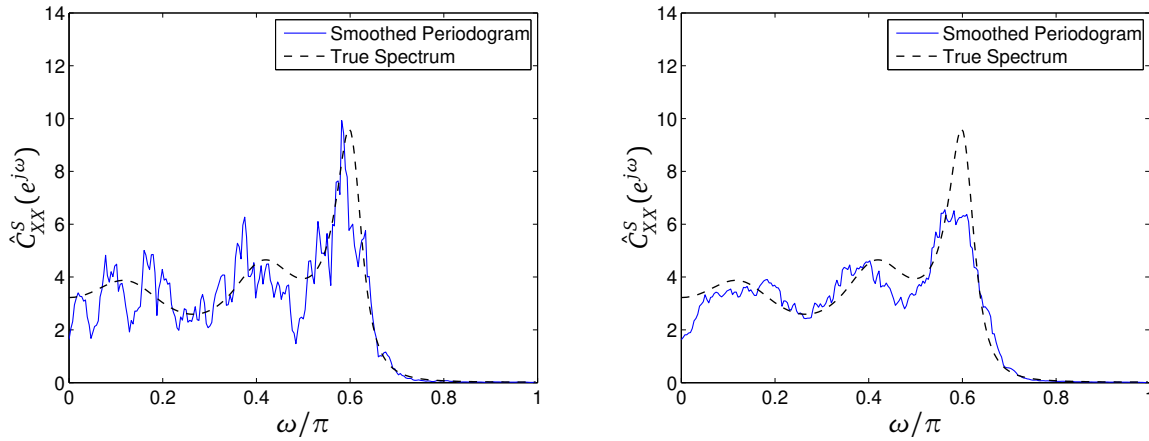 14
12
10
8
6
4
2
0
Ĉ^S_XX(e^jω)
Smoothed Periodogram
True Spectrum
0 0.2 0.4 0.6 0.8 1
ω/π
14
12
10
8
6
4
2
0
Ĉ^S_XX(e^jω)
Smoothed Periodogram
True Spectrum
0 0.2 0.4 0.6 0.8 1
ω/π